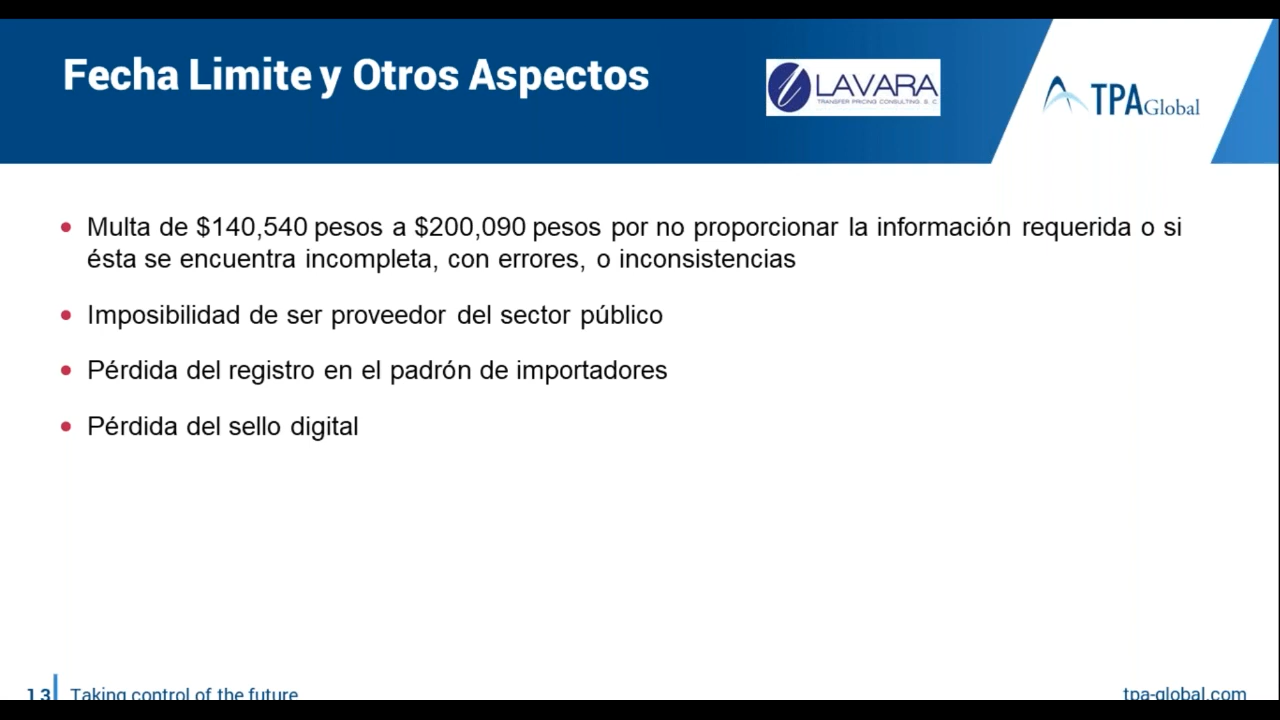 Fecha Limite y Otros Aspectos
LAVARA
TRANSFER PRICING CONSULTING, S. C.
TPAGlobal
• Multa de $140,540 pesos a $200,090 pesos por no proporcionar la información requerida o si
ésta se encuentra incompleta, con errores, o inconsistencias
• Imposibilidad de ser proveedor del sector público
• Pérdida del registro en el padrón de importadores
• Pérdida del sello digital
13
Taking control of the future
tpa-global.com